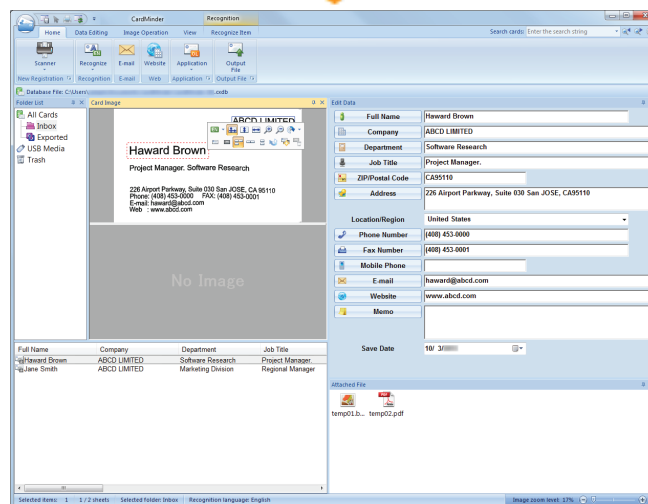 CardMinder
Recognition
Home
Data Editing
Image Operation
View
Recognize Item
Search cards:
Enter the search string
Scanner
Recognize
E-mail
Website
Application
Output
File
New Registration
Recognition
E-mail
Web
Application
Output File
Database File: C:\Users\
.cxdb
Folder List
Card Image
Edit Data
All Cards
Inbox
Exported
USB Media
Trash
ABCD LIMITED
Haward Brown
Project Manager. Software Research
226 Airport Parkway, Suite 030 San JOSE, CA 95110
Phone: (408) 453-0000 FAX: (408) 453-0001
E-mail: haward@abcd.com
Web : www.abcd.com
No Image
Full Name
Haward Brown
Company
ABCD LIMITED
Department
Software Research
Job Title
Project Manager.
ZIP/Postal Code
CA95110
Address
226 Airport Parkway, Suite 030 San JOSE, CA95110
Location/Region
United States
Phone Number
(408) 453-0000
Fax Number
(408) 453-0001
Mobile Phone
E-mail
haward@abcd.com
Website
www.abcd.com
Memo
Save Date
10/ 3/
Full Name Company Department Job Title
Haward Brown ABCD LIMITED Software Research Project Manager.
Jane Smith ABCD LIMITED Marketing Division Regional Manager
Attached File
temp01.b...
PDF
temp02.pdf
Selected items: 1
1 / 2 sheets
Selected folder: Inbox
Recognition language: English
Image zoom level: 17%